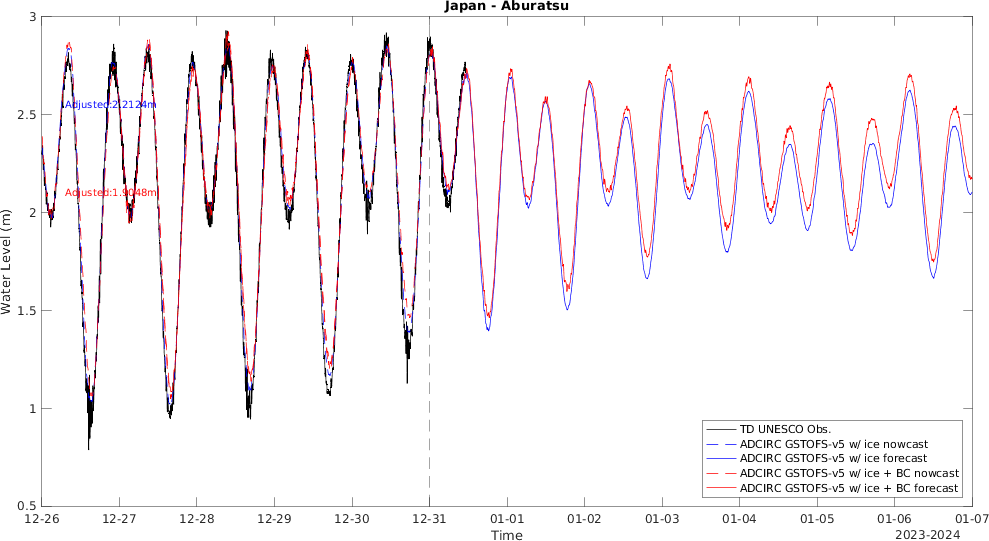 Japan - Aburatsu
3
2.5
2
1.5
1
0.5
Water Level (m)
Adjusted:2.2124m
Adjusted:1.9048m
TD UNESCO Obs.
ADCIRC GSTOFS-v5 w/ ice nowcast
ADCIRC GSTOFS-v5 w/ ice forecast
ADCIRC GSTOFS-v5 w/ ice + BC nowcast
ADCIRC GSTOFS-v5 w/ ice + BC forecast
12-26 12-27 12-28 12-29 12-30 12-31 01-01 01-02 01-03 01-04 01-05 01-06 01-07
Time
2023-2024